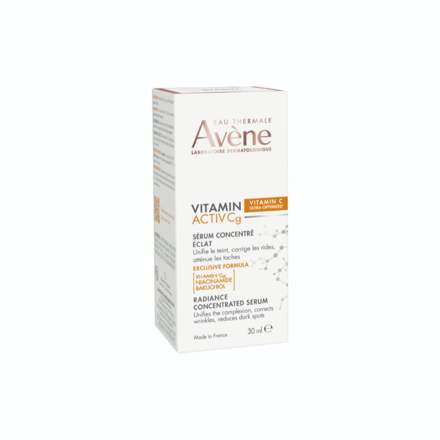 EAU THERMALE
Avène
LABORATOIRE DERMATOLOGIQUE
VITAMIN
ACTIV Cg
VITAMIN C
ULTRA-OPTIMISED
SÉRUM CONCENTRÉ
ÉCLAT
Unifie le teint, corrige les rides,
atténue les taches
EXCLUSIVE FORMULA
VITAMIN Cg
NIACINAMIDE
BAKUCHIOL
RADIANCE
CONCENTRATED SERUM
Unifies the complexion, corrects
wrinkles, reduces dark spots
Made in France
30 ml e